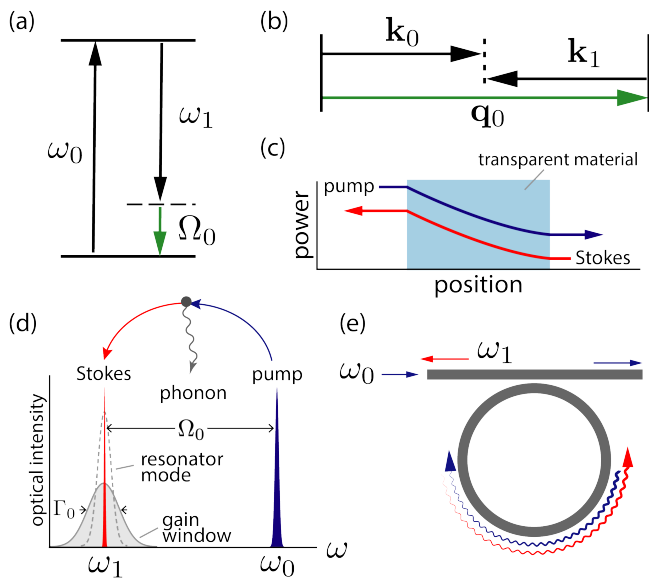 (a)
ω₀
ω₁
Ω₀
(b)
k₀
k₁
q₀
(c)
transparent material
pump
power
Stokes
position
(d)
Stokes
phonon
pump
Ω₀
optical intensity
resonator
mode
Γ₀
gain
window
ω₁
ω₀
ω
(e)
ω₁
ω₀